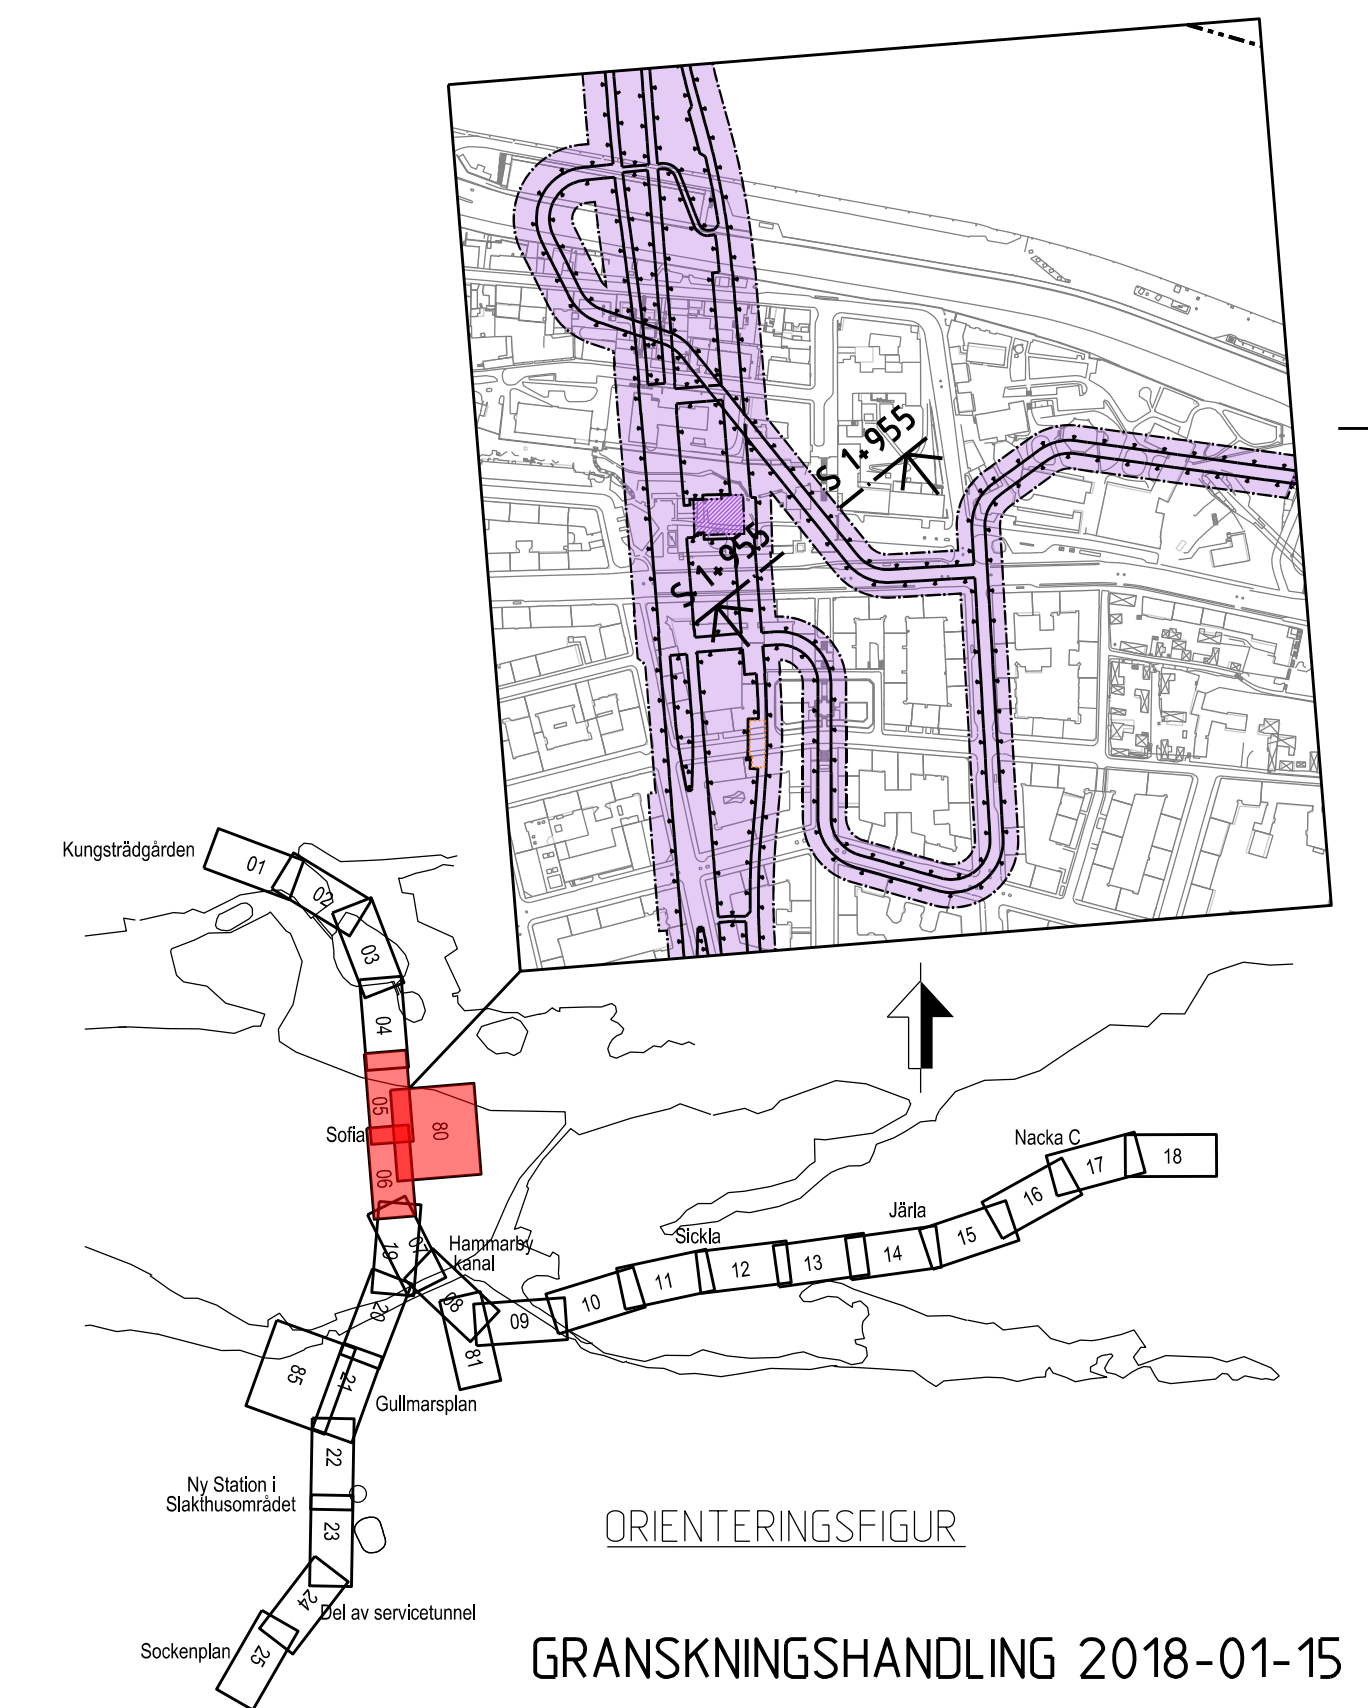 S 1+955
S 1+955
Kungsträdgården
01
02
03
04
05
Sofia
80
06
Nacka C
18
17
16
Järla
15
14
Sickla
13
12
11
10
Hammarby
kanal
07
19
08
09
20
81
85
21
Gullmarsplan
22
Ny Station i
Slakthusområdet
23
24
Del av servicetunnel
Sockenplan
25
ORIENTERINGSFIGUR
GRANSKNINGSHANDLING 2018-01-15